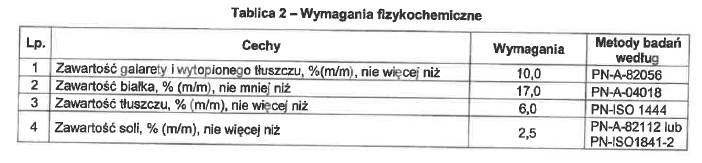 Tablica 2 – Wymagania fizykochemiczne
Lp. Cechy Wymagania Metody badań według
1 Zawartość galarety i wytopionego tłuszczu, %(m/m), nie więcej niż 10,0 PN-A-82056
2 Zawartość białka, % (m/m), nie mniej niż 17,0 PN-A-04018
3 Zawartość tłuszczu, % (m/m), nie więcej niż 6,0 PN-ISO 1444
4 Zawartość soli, % (m/m), nie więcej niż 2,5 PN-A-82112 lub
PN-ISO1841-2